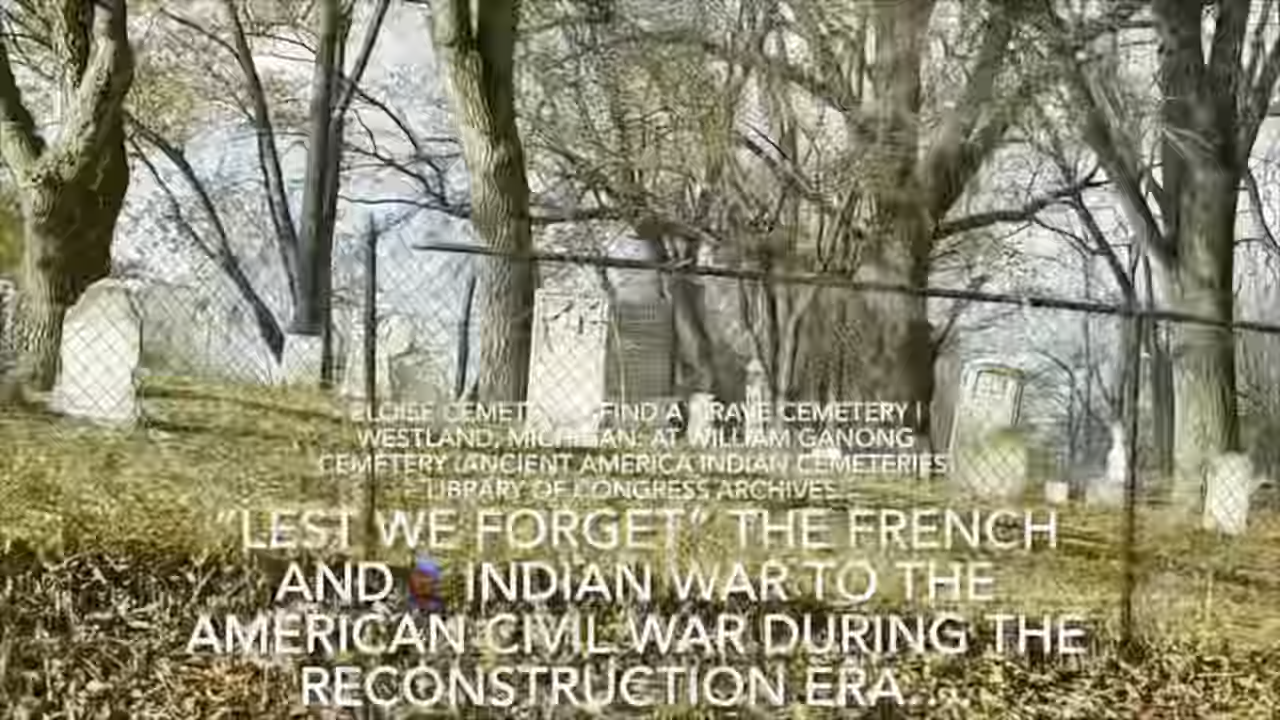 ELOISE CEMETERY FIND A GRAVE CEMETERY |
WESTLAND, MICHIGAN: AT WILLIAM GANONG
CEMETERY (ANCIENT AMERICA INDIAN CEMETERIES
LIBRARY OF CONGRESS ARCHIVES
"LEST WE FORGET" THE FRENCH
AND INDIAN WAR TO THE
AMERICAN CIVIL WAR DURING THE
RECONSTRUCTION ERA...